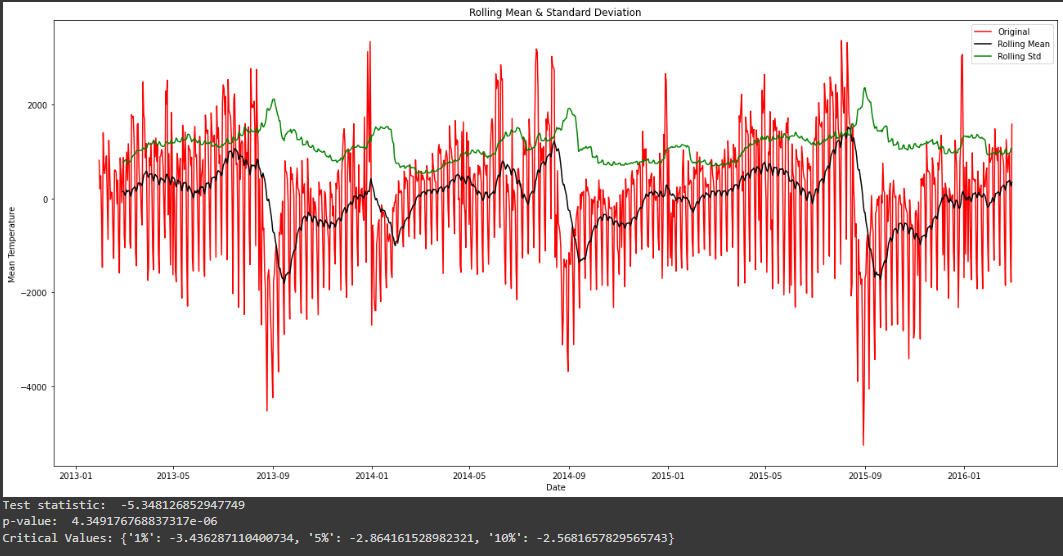 Rolling Mean & Standard Deviation
Original
Rolling Mean
Rolling Std
2000
0
−2000
−4000
Mean Temperature
2013-01 2013-05 2013-09 2014-01 2014-05 2014-09 2015-01 2015-05 2015-09 2016-01
Date
Test statistic: -5.348126852947749
p-value: 4.349176768837317e-06
Critical Values: {'1%': -3.436287110400734, '5%': -2.864161528982321, '10%': -2.5681657829565743}